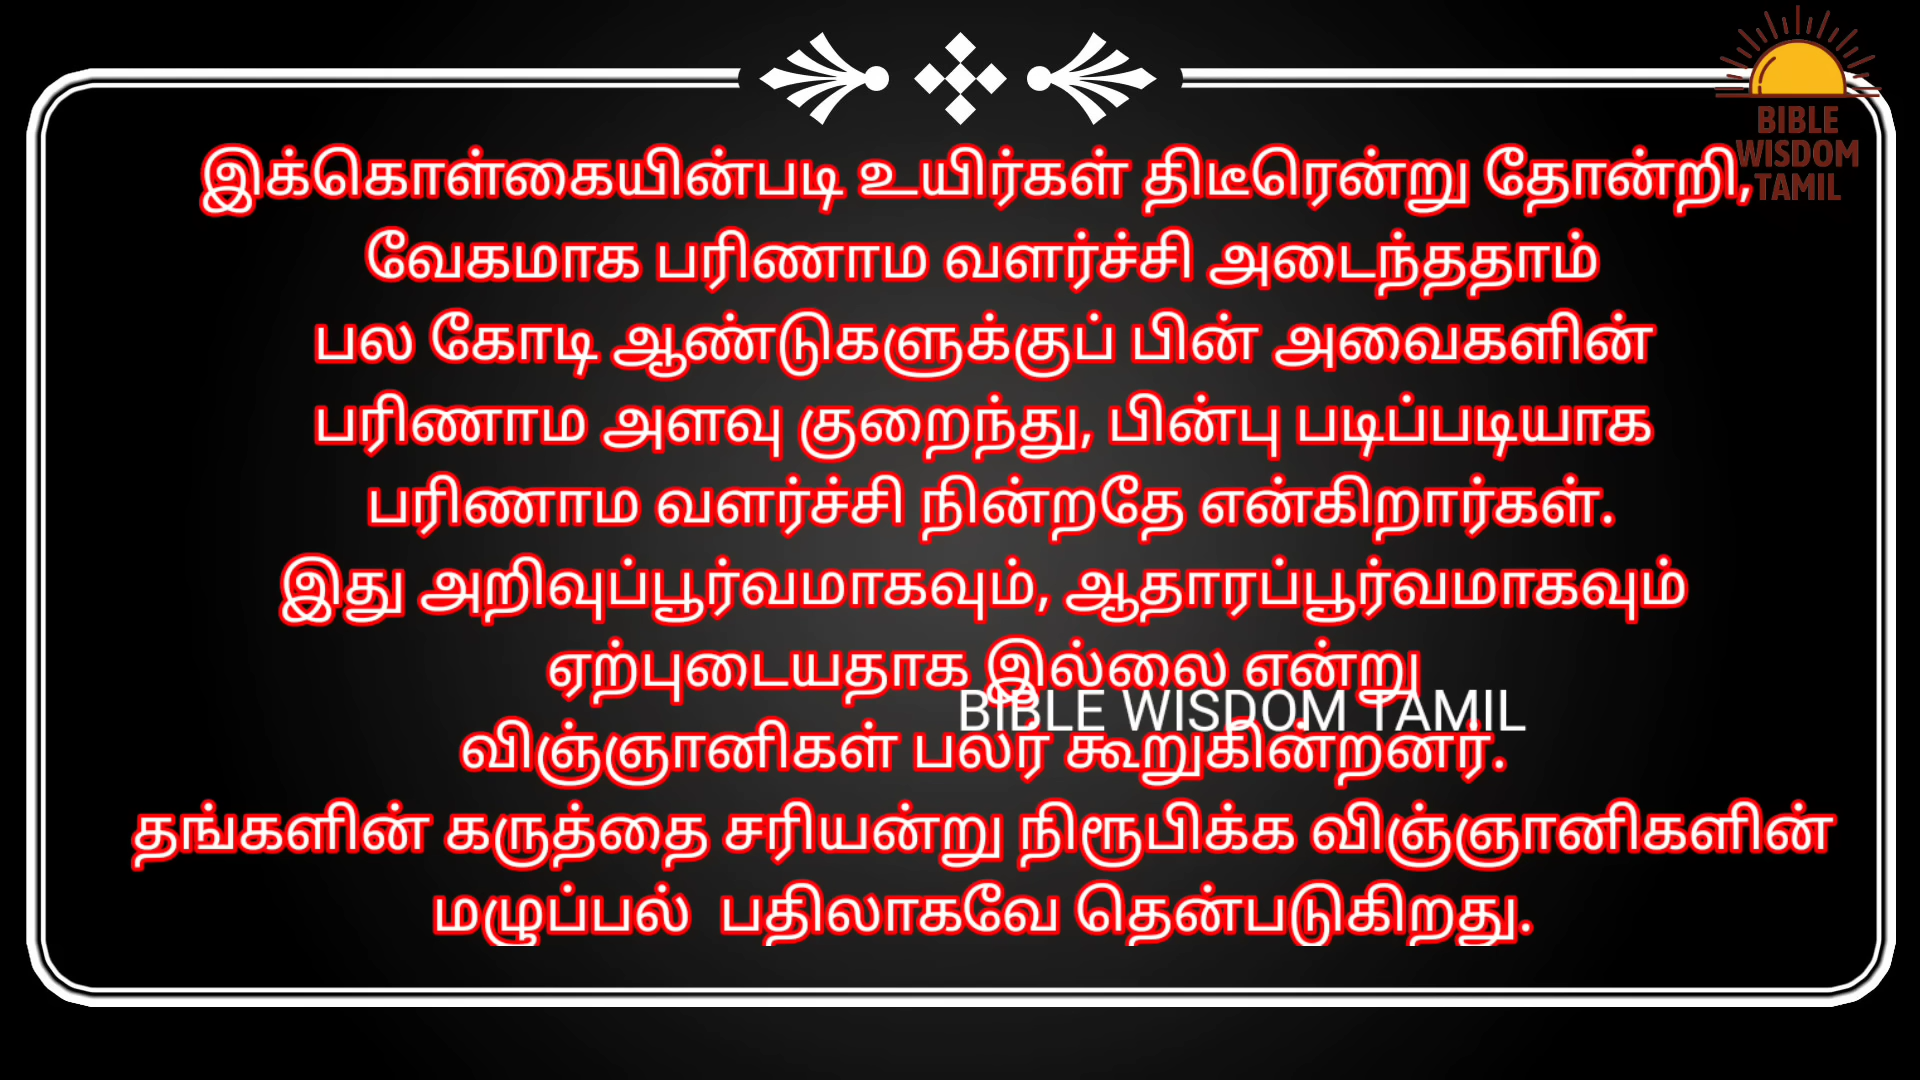 BIBLE
WISDOM
TAMIL
இக்கொள்கையின்படி உயிர்கள் திடீரென்று தோன்றி,
வேகமாக பரிணாம வளர்ச்சி அடைந்ததாம்
பல கோடி ஆண்டுகளுக்குப் பின் அவைகளின்
பரிணாம அளவு குறைந்து, பின்பு படிப்படியாக
பரிணாம வளர்ச்சி நின்றதே என்கிறார்கள்.
இது அறிவுப்பூர்வமாகவும், ஆதாரப்பூர்வமாகவும்
ஏற்புடையதாக இல்லை என்று
BIBLE WISDOM TAMIL
விஞ்ஞானிகள் பலர் கூறுகின்றனர்.
தங்களின் கருத்தை சரியன்று நிரூபிக்க விஞ்ஞானிகளின்
மழுப்பல்  பதிலாகவே தென்படுகிறது.